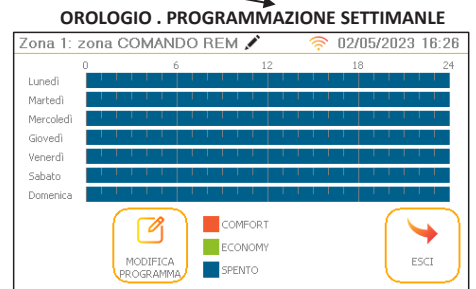 OROLOGIO . PROGRAMMAZIONE SETTIMANLE
Zona 1: zona COMANDO REM 02/05/2023 16:26
0 6 12 18 24
Lunedì
Martedì
Mercoledì
Giovedì
Venerdì
Sabato
Domenica
COMFORT
ECONOMY
SPENTO
MODIFICA
PROGRAMMA
ESCI